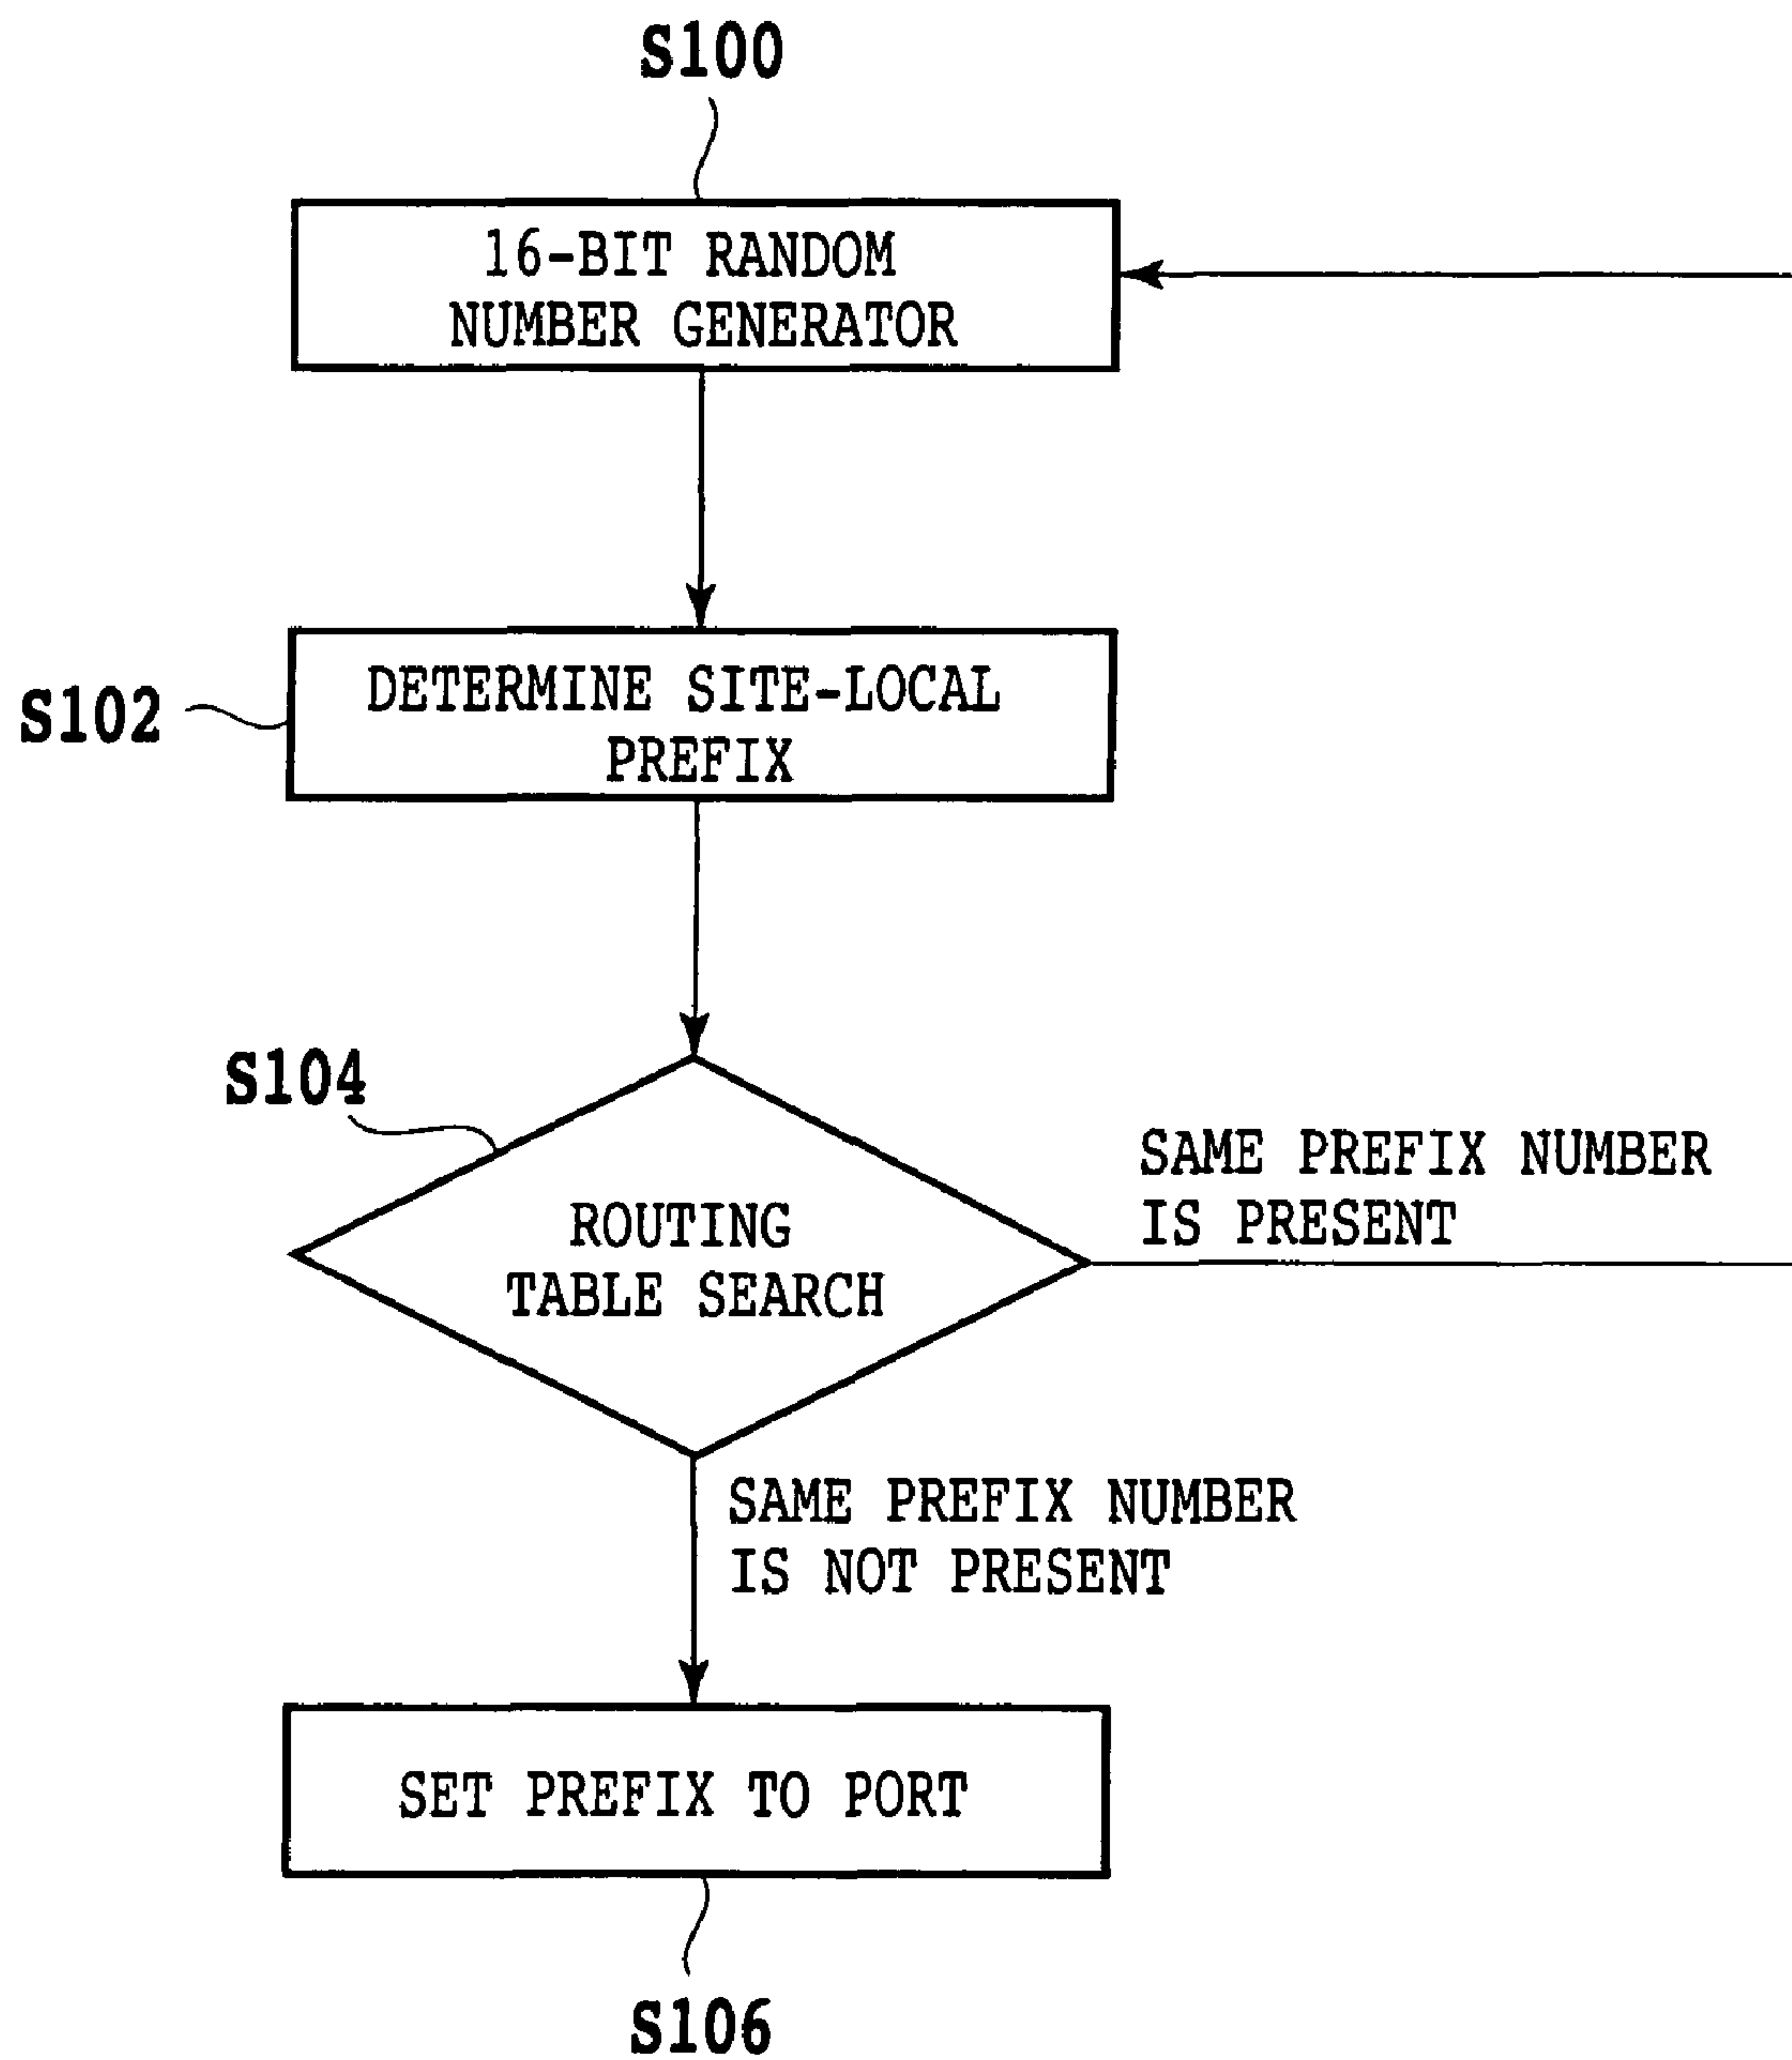 S100
16-BIT RANDOM
NUMBER GENERATOR
S102
DETERMINE SITE-LOCAL
PREFIX
S104
ROUTING
TABLE SEARCH
SAME PREFIX NUMBER
IS PRESENT
SAME PREFIX NUMBER
IS NOT PRESENT
SET PREFIX TO PORT
S106